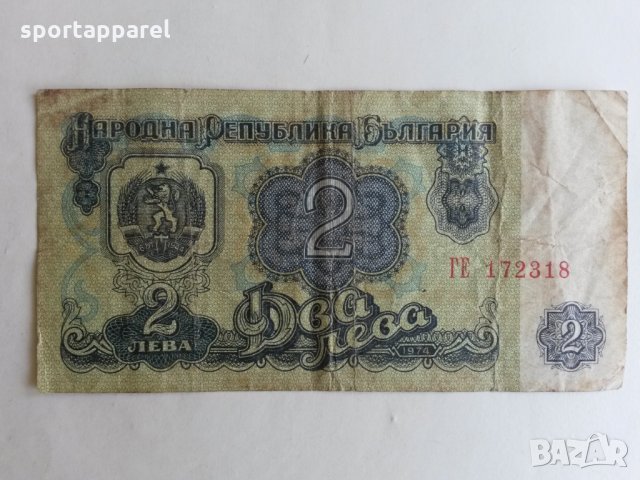 sportapparel
НАРОДНА РЕПУБЛИКА БЪЛГАРИЯ
2
ГЕ 172318
2
ЛЕВА
Два
лева
1974
2
BAZAR